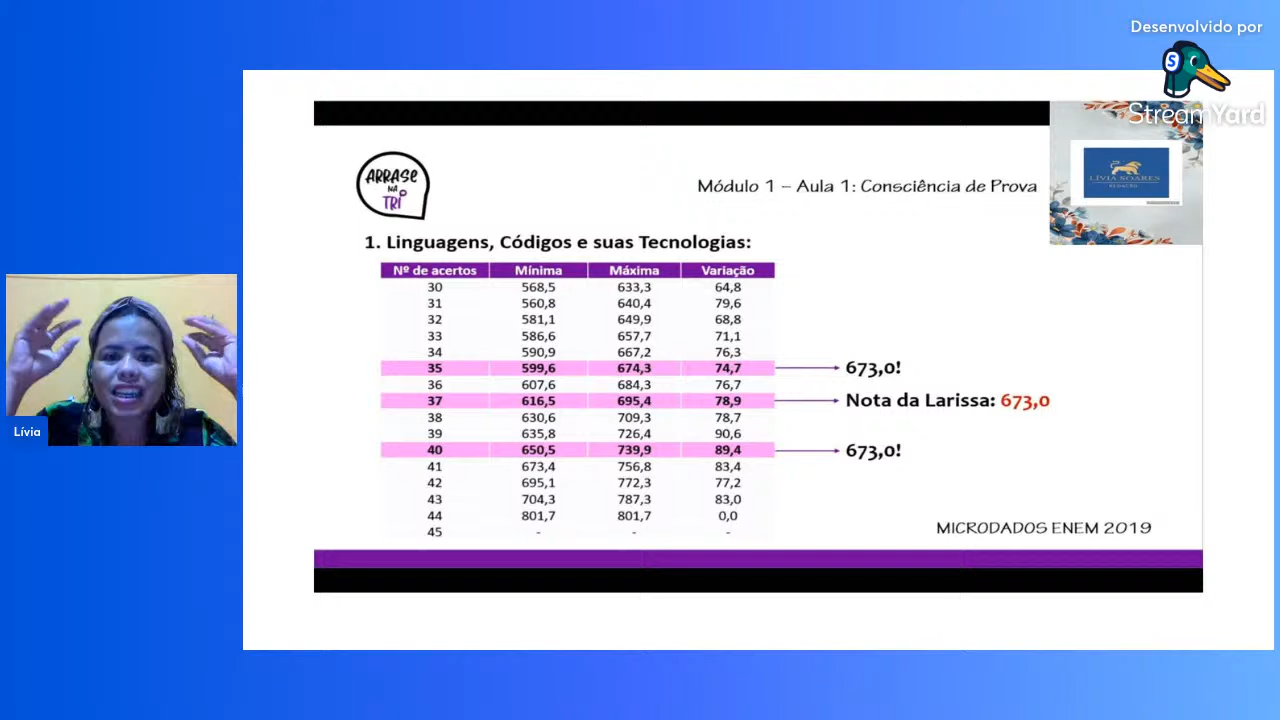 Desenvolvido por
StreamYard
ARRASE
NA
TRI
Módulo 1 – Aula 1: Consciência de Prova
LÍVIA SOARES
REDAÇÃO
1. Linguagens, Códigos e suas Tecnologias:
Nº de acertos Mínima Máxima Variação
30 568,5 633,3 64,8
31 560,8 640,4 79,6
32 581,1 649,9 68,8
33 586,6 657,7 71,1
34 590,9 667,2 76,3
35 599,6 674,3 74,7 673,0!
36 607,6 684,3 76,7
37 616,5 695,4 78,9 Nota da Larissa: 673,0
38 630,6 709,3 78,7
39 635,8 726,4 90,6
40 650,5 739,9 89,4 673,0!
41 673,4 756,8 83,4
42 695,1 772,3 77,2
43 704,3 787,3 83,0
44 801,7 801,7 0,0
45 - - -
MICRODADOS ENEM 2019
Lívia